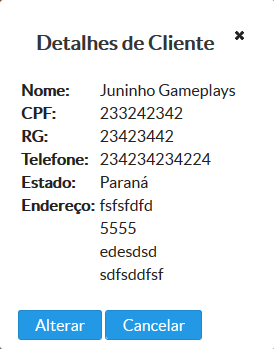 Detalhes de Cliente ✖
Nome: Juninho Gameplays
CPF: 233242342
RG: 23423442
Telefone: 234234234224
Estado: Paraná
Endereço: fsfsfdfd
5555
edesdsd
sdfsddfsf
Alterar Cancelar